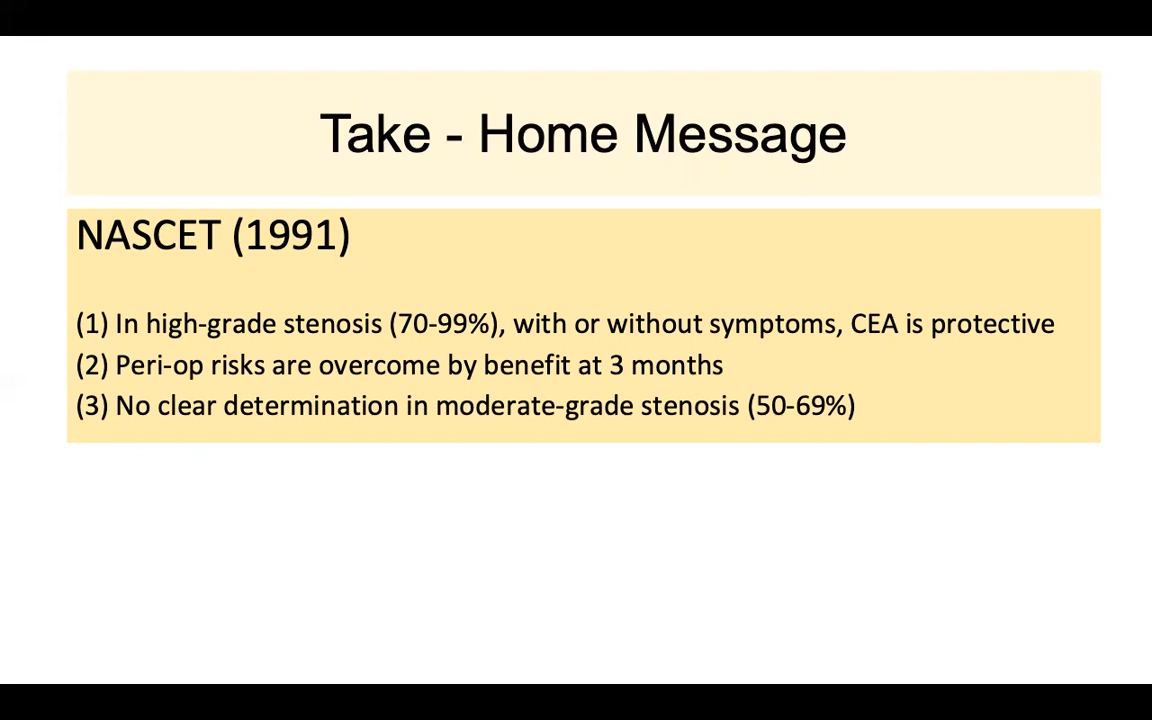 Take - Home Message
NASCET (1991)
(1) In high-grade stenosis (70-99%), with or without symptoms, CEA is protective
(2) Peri-op risks are overcome by benefit at 3 months
(3) No clear determination in moderate-grade stenosis (50-69%)